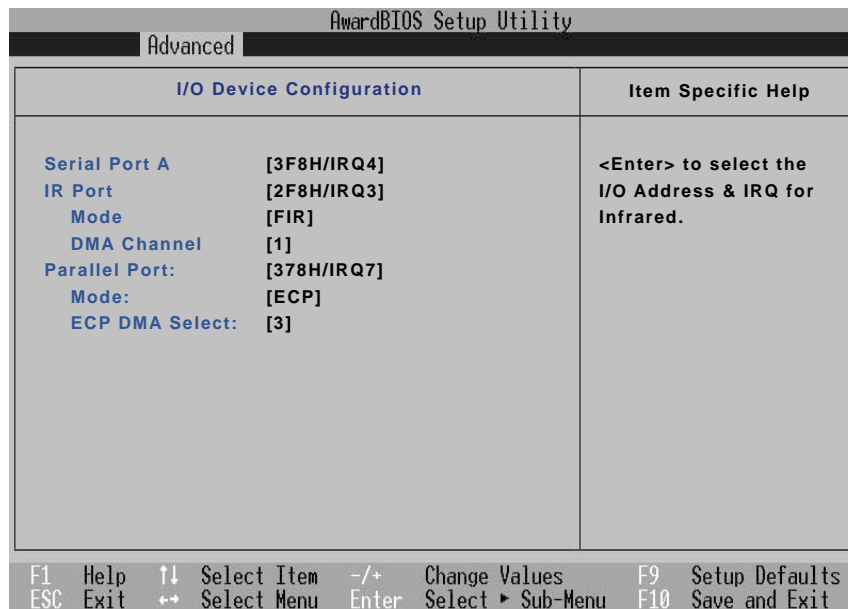 AwardBIOS Setup Utility
Advanced
I/O Device Configuration
Item Specific Help
Serial Port A [3F8H/IRQ4]
IR Port [2F8H/IRQ3]
Mode [FIR]
DMA Channel [1]
Parallel Port: [378H/IRQ7]
Mode: [ECP]
ECP DMA Select: [3]
<Enter> to select the
I/O Address & IRQ for
Infrared.
F1 Help ↑↓ Select Item -/+ Change Values F9 Setup Defaults
ESC Exit ←→ Select Menu Enter Select ► Sub-Menu F10 Save and Exit